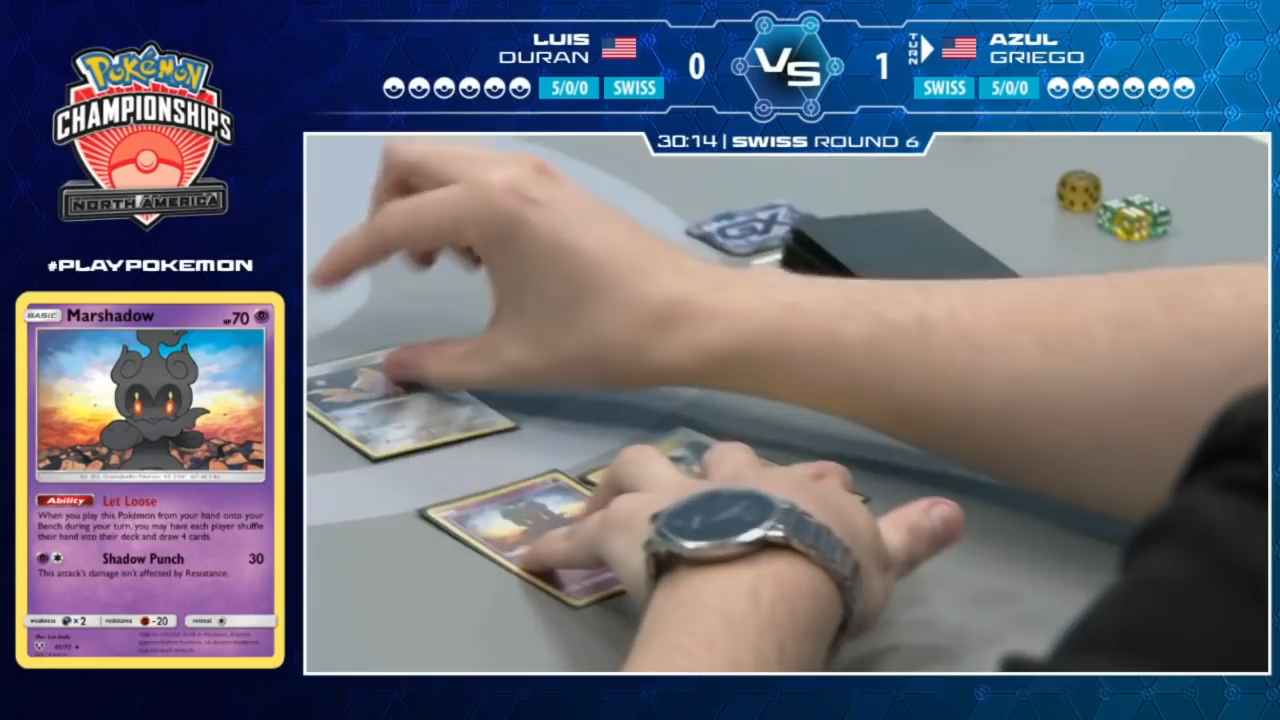 LUIS
DURAN
0
VS
1
TURN
AZUL
GRIEGO
5/0/0
SWISS
SWISS
5/0/0
30:14 | SWISS ROUND 6
POKéMON
CHAMPIONSHIPS
NORTH AMERICA
#PLAYPOKEMON
BASIC Marshadow HP70
Ability Let Loose
When you play this Pokémon from your hand onto your
Bench during your turn, you may have each player shuffle
their hand into their deck and draw 4 cards.
Shadow Punch 30
This attack's damage isn't affected by Resistance.
weakness x2 resistance -20 retreat
45/73
GX